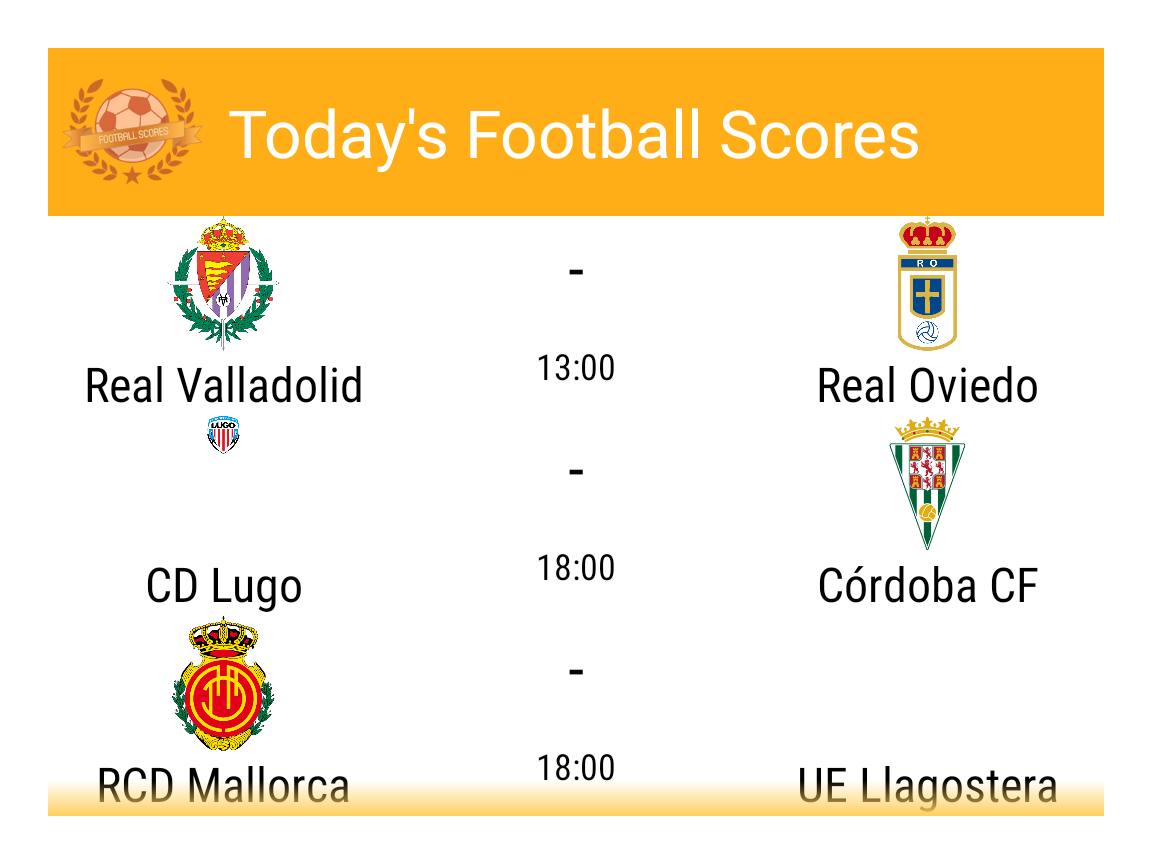 FOOTBALL SCORES
Today's Football Scores
R O
-
13:00
Real Valladolid
Real Oviedo
LUGO
-
18:00
CD Lugo
Córdoba CF
-
18:00
RCD Mallorca
UE Llagostera